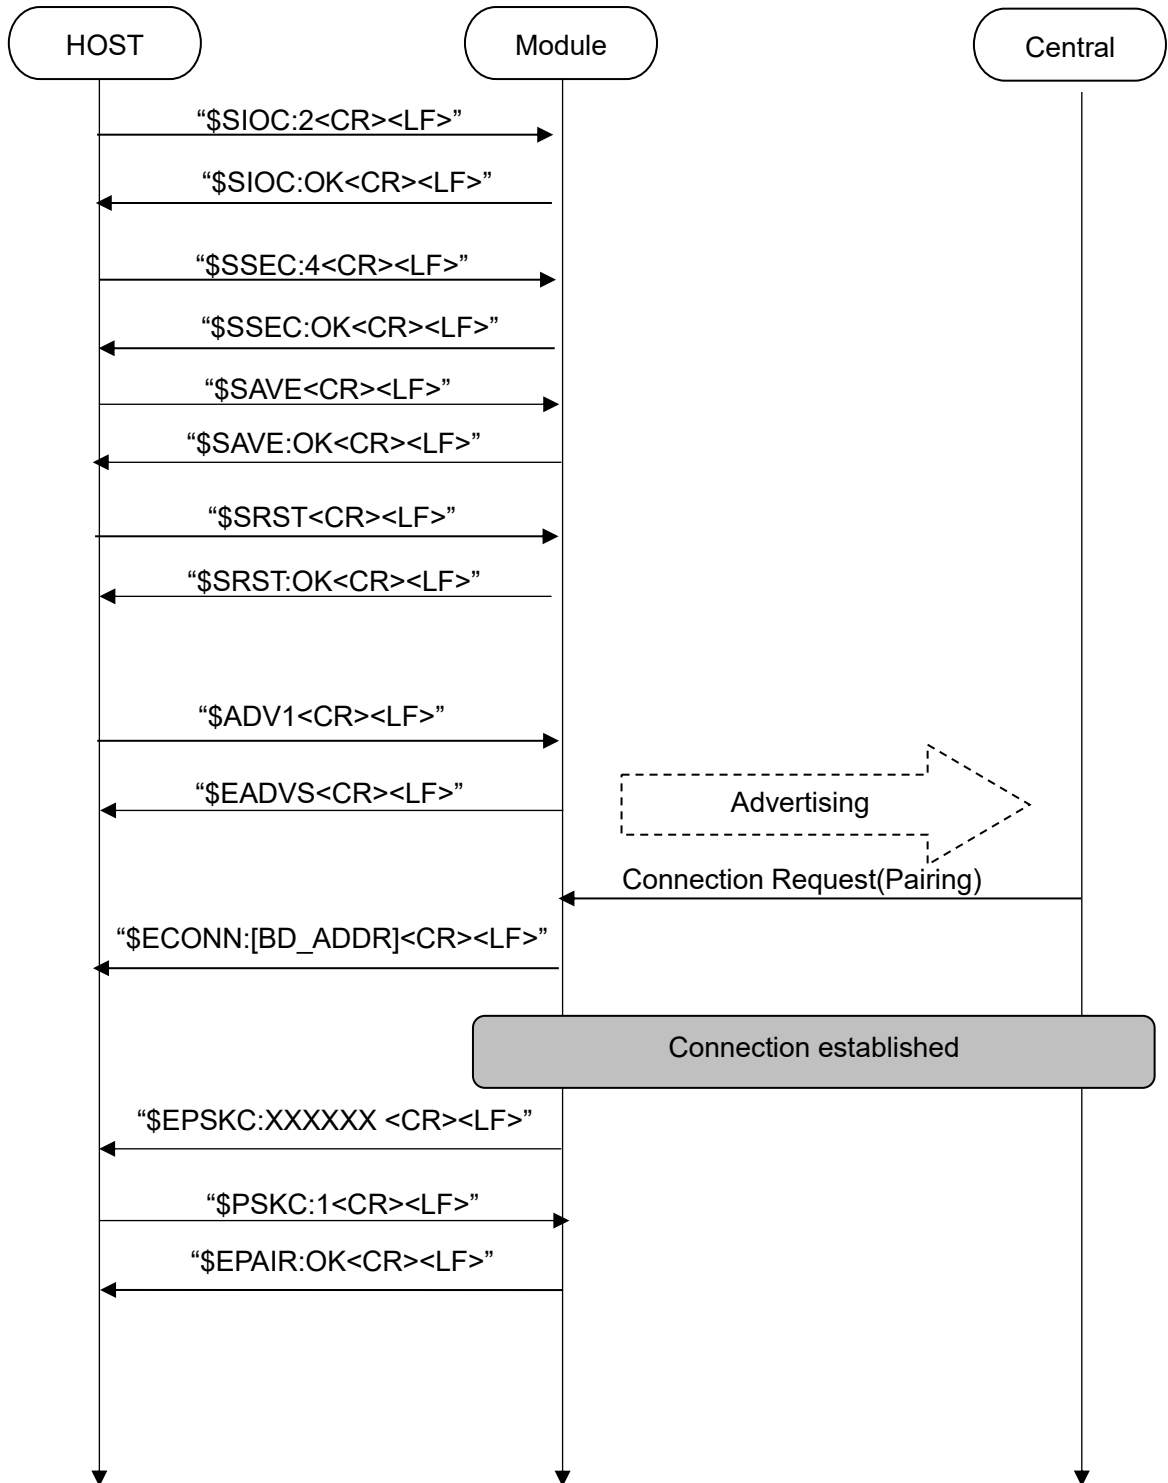 HOST
Module
Central
“$SIOC:2<CR><LF>”
“$SIOC:OK<CR><LF>”
“$SSEC:4<CR><LF>”
“$SSEC:OK<CR><LF>”
“$SAVE<CR><LF>”
“$SAVE:OK<CR><LF>”
“$SRST<CR><LF>”
“$SRST:OK<CR><LF>”
“$ADV1<CR><LF>”
“$EADVS<CR><LF>”
Advertising
Connection Request(Pairing)
“$ECONN:[BD_ADDR]<CR><LF>”
Connection established
“$EPSKC:XXXXXX <CR><LF>”
“$PSKC:1<CR><LF>”
“$EPAIR:OK<CR><LF>”